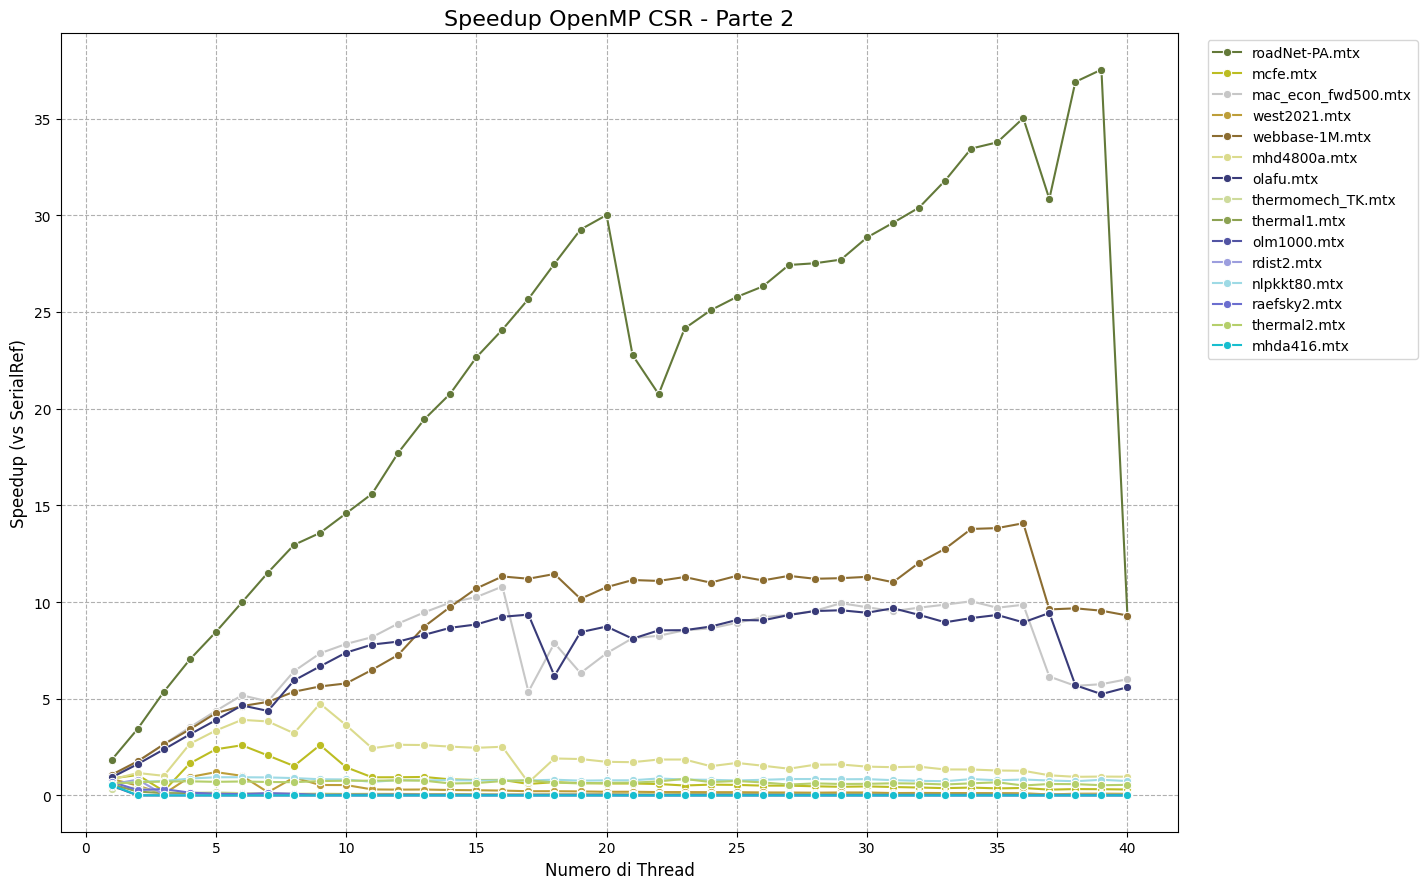 Speedup OpenMP CSR - Parte 2
Speedup (vs SerialRef)
35
30
25
20
15
10
5
0
0 5 10 15 20 25 30 35 40
Numero di Thread
roadNet-PA.mtx
mcfe.mtx
mac_econ_fwd500.mtx
west2021.mtx
webbase-1M.mtx
mhd4800a.mtx
olafu.mtx
thermomech_TK.mtx
thermal1.mtx
olm1000.mtx
rdist2.mtx
nlpkkt80.mtx
raefsky2.mtx
thermal2.mtx
mhda416.mtx